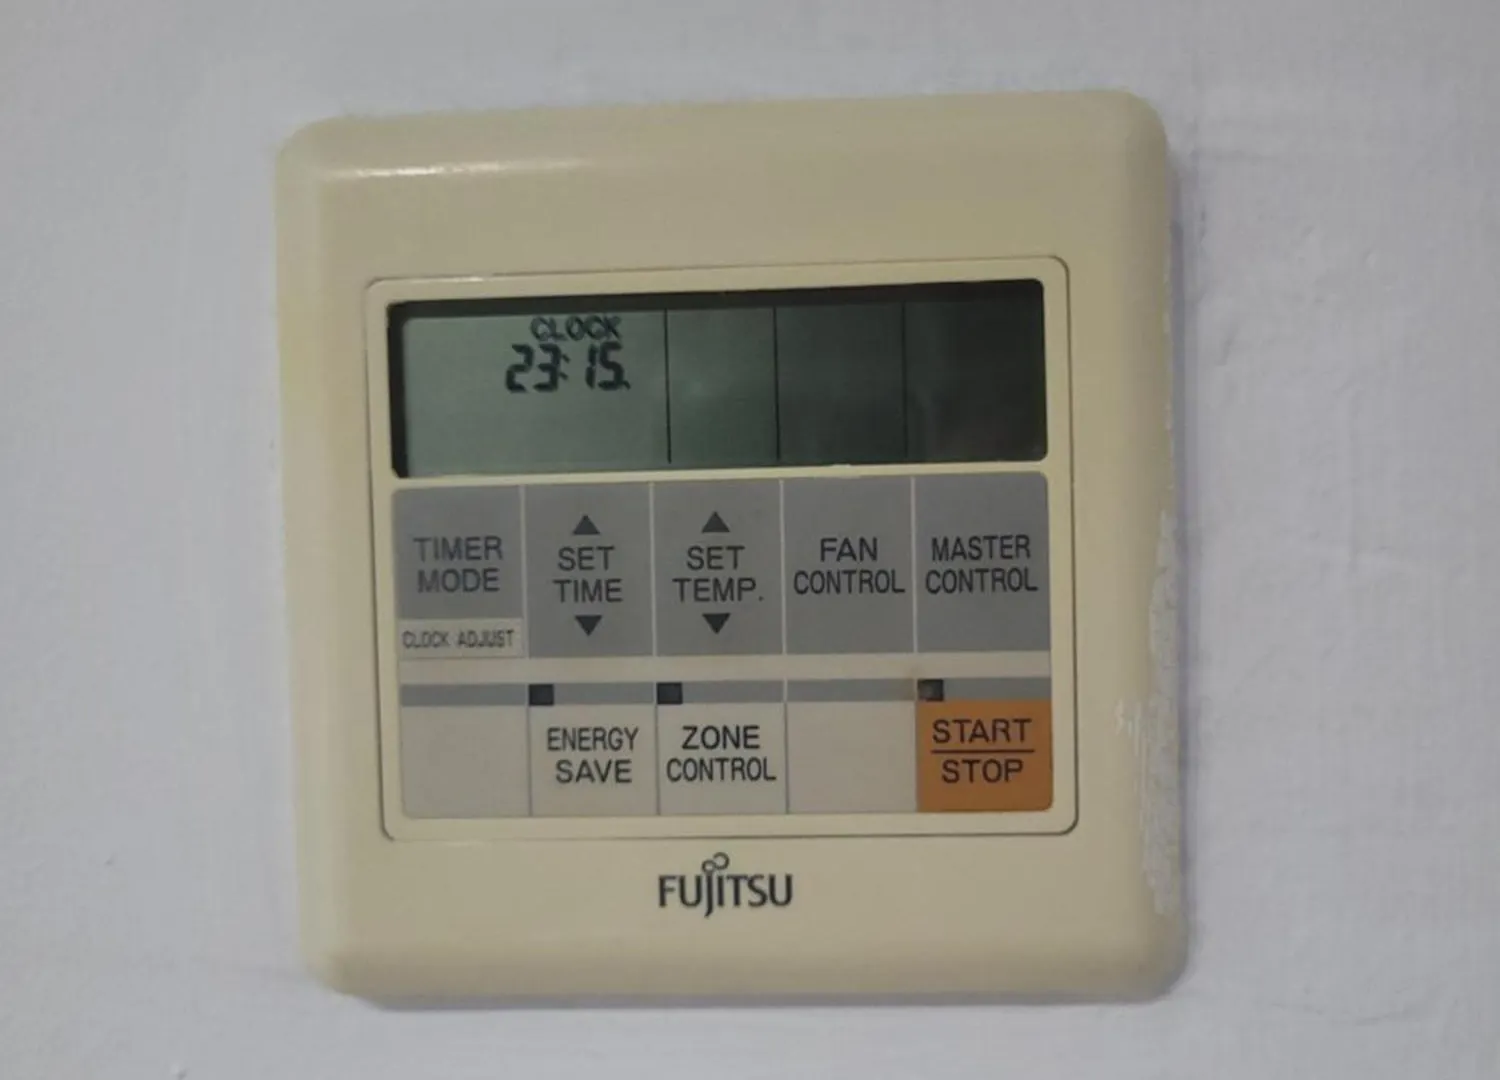 CLOCK
23:15
TIMER
MODE
CLOCK ADJUST
▲
SET
TIME
▼
▲
SET
TEMP.
▼
FAN
CONTROL
MASTER
CONTROL
ENERGY
SAVE
ZONE
CONTROL
START
STOP
FUJITSU